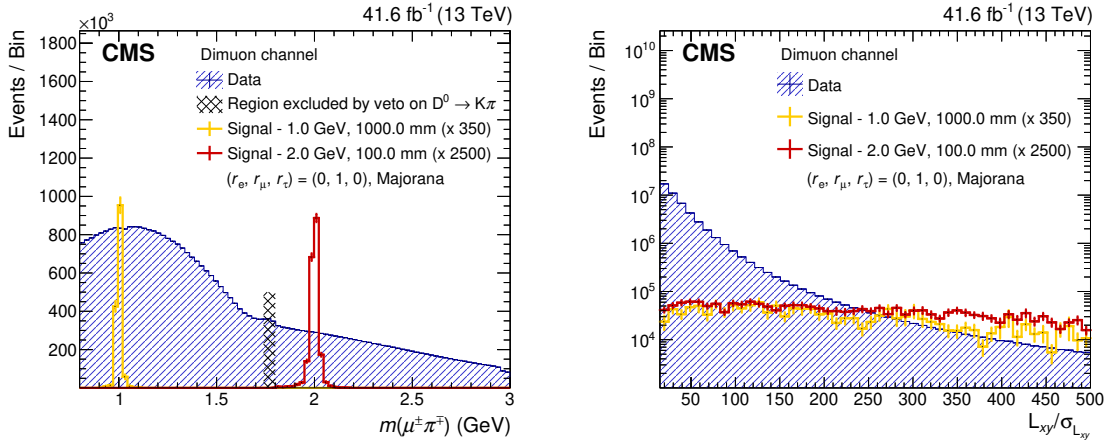 41.6 fb⁻¹ (13 TeV)
×10³
Events / Bin
CMS
Dimuon channel
Data
Region excluded by veto on D⁰ → Kπ
Signal - 1.0 GeV, 1000.0 mm (x 350)
Signal - 2.0 GeV, 100.0 mm (x 2500)
(rₑ, r_μ, r_τ) = (0, 1, 0), Majorana
1800
1600
1400
1200
1000
800
600
400
200
1 1.5 2 2.5 3
m(μ±π∓) (GeV)
41.6 fb⁻¹ (13 TeV)
Events / Bin
CMS
Dimuon channel
Data
Signal - 1.0 GeV, 1000.0 mm (x 350)
Signal - 2.0 GeV, 100.0 mm (x 2500)
(rₑ, r_μ, r_τ) = (0, 1, 0), Majorana
10¹⁰
10⁹
10⁸
10⁷
10⁶
10⁵
10⁴
50 100 150 200 250 300 350 400 450 500
L_xy/σ_L_xy